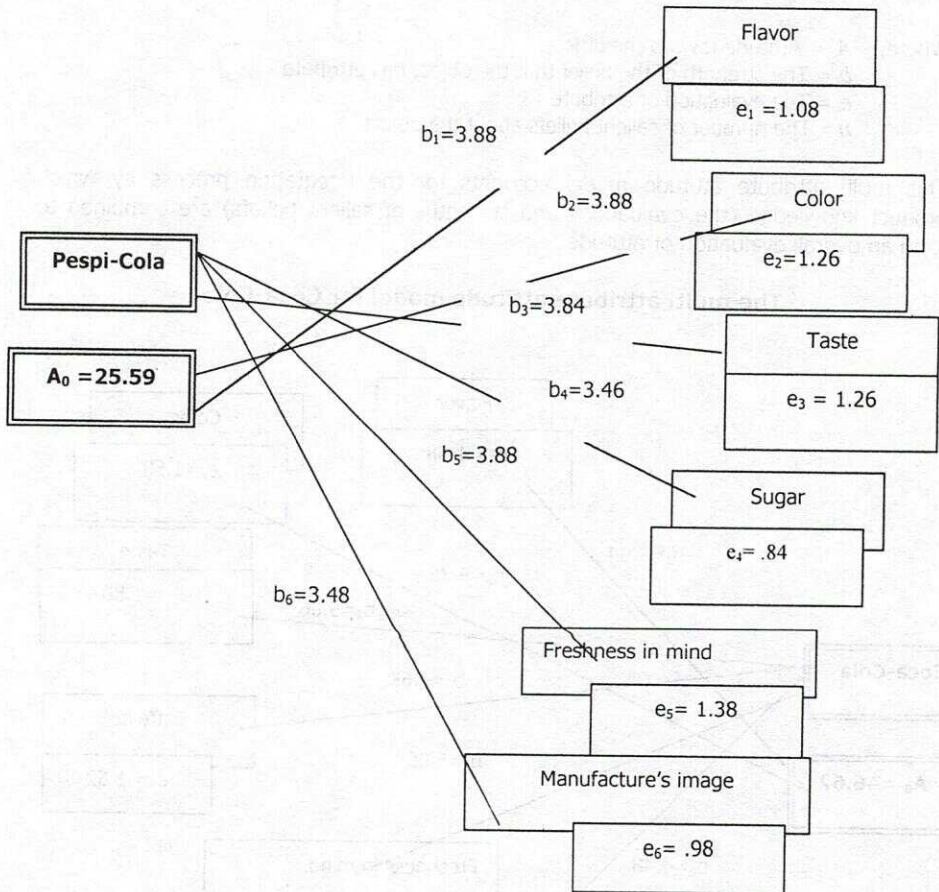 Flavor
e₁ =1.08
b₁=3.88
Color
b₂=3.88
e₂=1.26
Pespi-Cola
b₃=3.84
Taste
A₀ =25.59
e₃ = 1.26
b₄=3.46
b₅=3.88
Sugar
e₄= .84
b₆=3.48
Freshness in mind
e₅= 1.38
Manufacture's image
e₆= .98